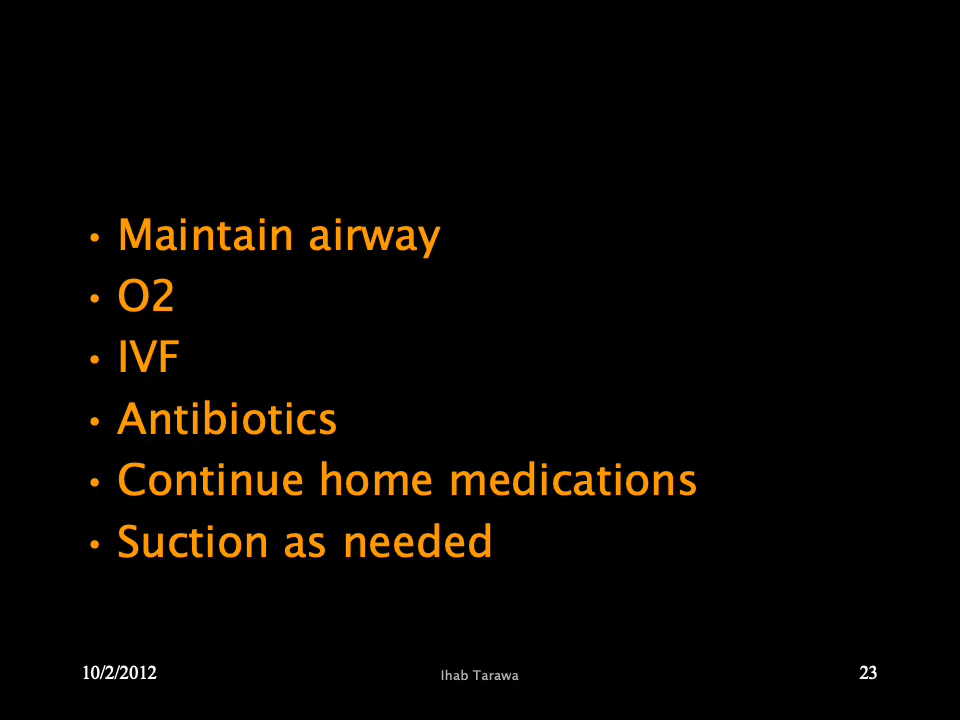 • Maintain airway
• O2
• IVF
• Antibiotics
• Continue home medications
• Suction as needed
10/2/2012
Ihab Tarawa
23